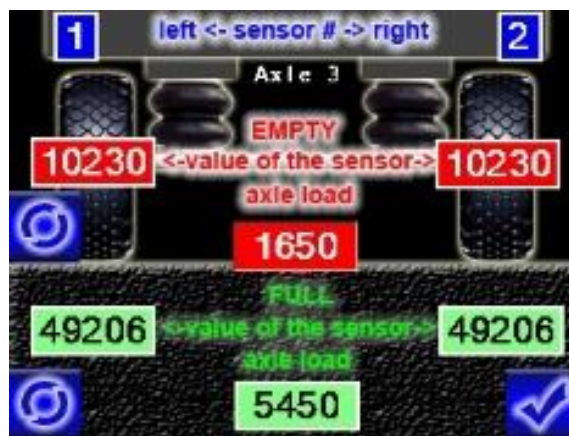 1 left <- sensor # -> right 2
Axle 3
EMPTY
10230 <-value of the sensor-> 10230
axle load
1650
FULL
49206 <-value of the sensor-> 49206
axle load
5450